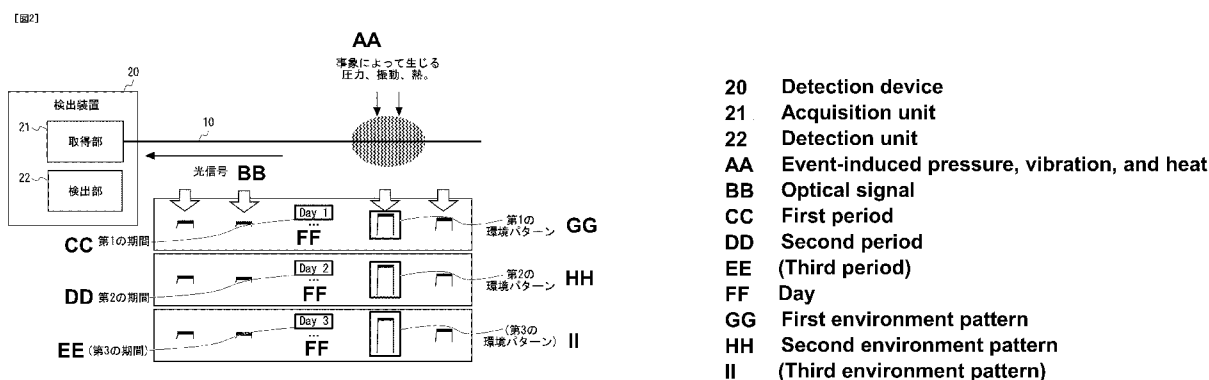 [図2]
AA
事象によって生じる
圧力、振動、熱。
20
検出装置
21
取得部
10
光信号 BB
22
検出部
Day 1
...
FF
CC 第1の期間
第1の
環境パターン GG
Day 2
...
FF
DD 第2の期間
第2の
環境パターン HH
Day 3
...
FF
EE (第3の期間)
(第3の
環境パターン) II
20 Detection device
21 Acquisition unit
22 Detection unit
AA Event-induced pressure, vibration, and heat
BB Optical signal
CC First period
DD Second period
EE (Third period)
FF Day
GG First environment pattern
HH Second environment pattern
II (Third environment pattern)